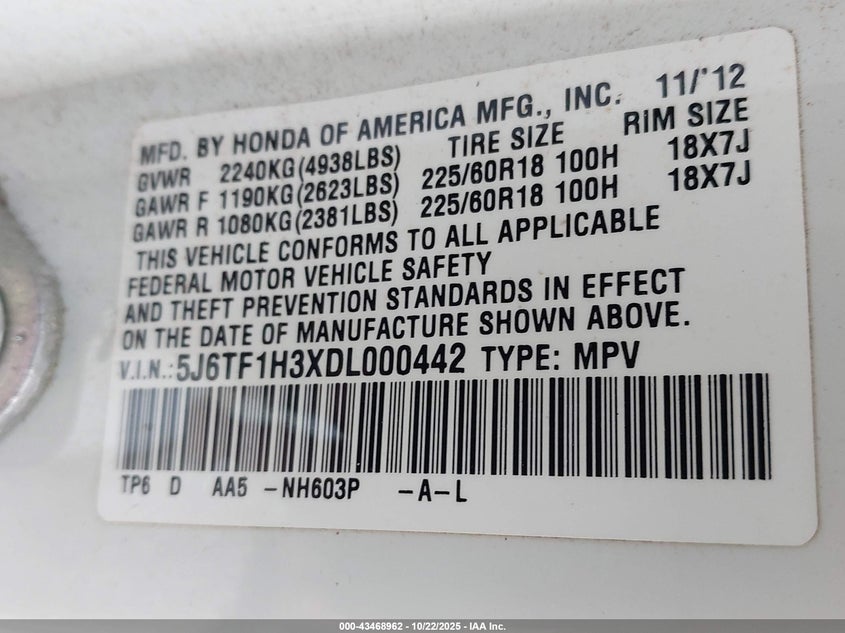 MFD. BY HONDA OF AMERICA MFG., INC. 11/'12
GVWR 2240KG(4938LBS) TIRE SIZE RIM SIZE
GAWR F 1190KG(2623LBS) 225/60R18 100H 18X7J
GAWR R 1080KG(2381LBS) 225/60R18 100H 18X7J
THIS VEHICLE CONFORMS TO ALL APPLICABLE
FEDERAL MOTOR VEHICLE SAFETY
AND THEFT PREVENTION STANDARDS IN EFFECT
ON THE DATE OF MANUFACTURE SHOWN ABOVE.
V.I.N.:5J6TF1H3XDL000442 TYPE: MPV
TP6 D AA5 -NH603P -A-L
000-43468962 - 10/22/2025 - IAA Inc.